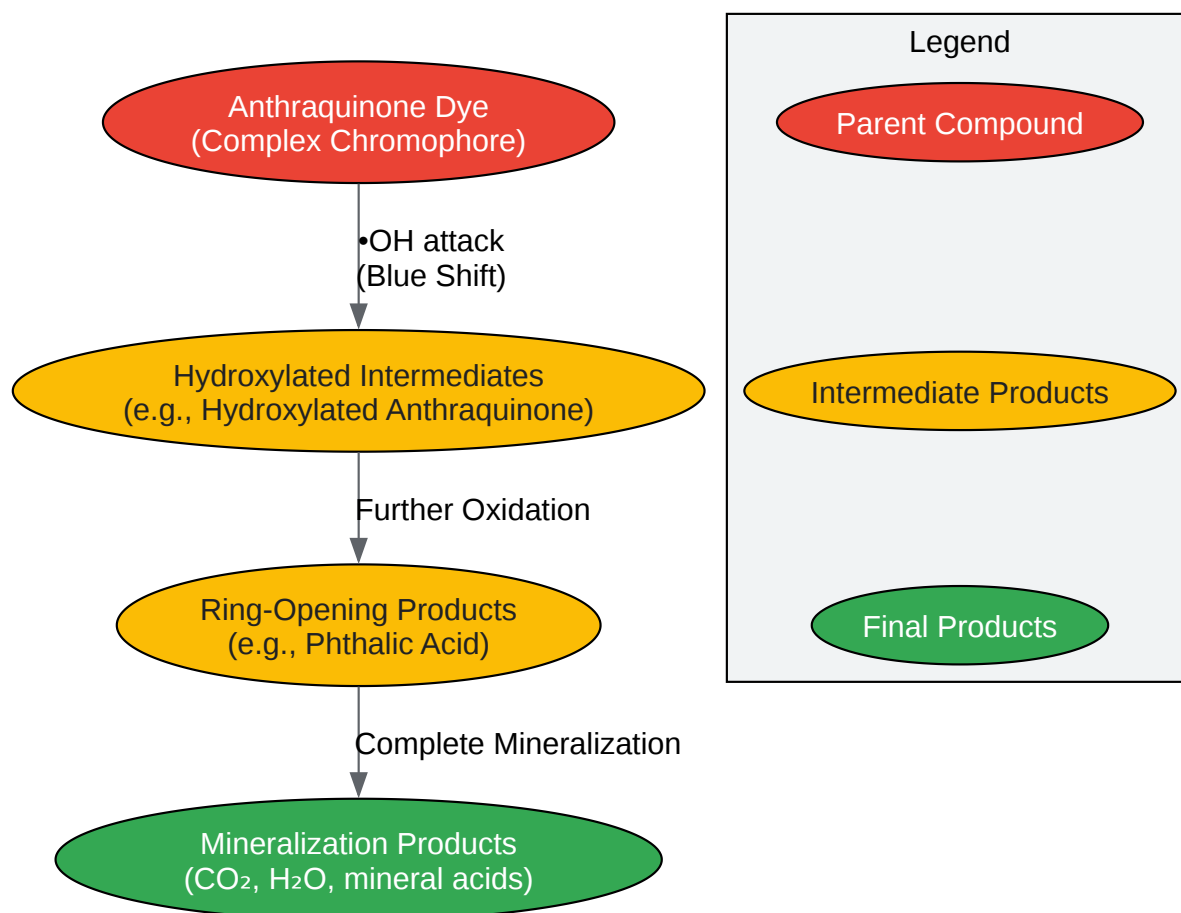 Anthraquinone Dye
(Complex Chromophore)
•OH attack
(Blue Shift)
Hydroxylated Intermediates
(e.g., Hydroxylated Anthraquinone)
Further Oxidation
Ring-Opening Products
(e.g., Phthalic Acid)
Complete Mineralization
Mineralization Products
(CO₂, H₂O, mineral acids)
Legend
Parent Compound
Intermediate Products
Final Products